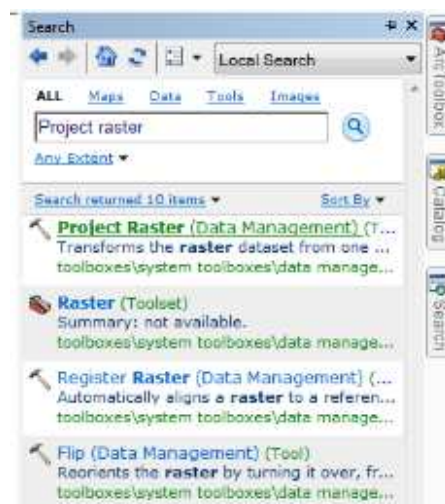 Search
Local Search
ALL Maps Data Tools Images
Project raster
Any Extent
Search returned 10 items Sort By
Project Raster (Data Management) (T...
Transforms the raster dataset from one ...
toolboxes\system toolboxes\data manage...
Raster (Toolset)
Summary: not available.
toolboxes\system toolboxes\data manage...
Register Raster (Data Management) (...
Automatically aligns a raster to a referen...
toolboxes\system toolboxes\data manage...
Flip (Data Management) (Tool)
Reorients the raster by turning it over, fr...
toolboxes\system toolboxes\data manage...
ArcToolbox
Catalog
Search